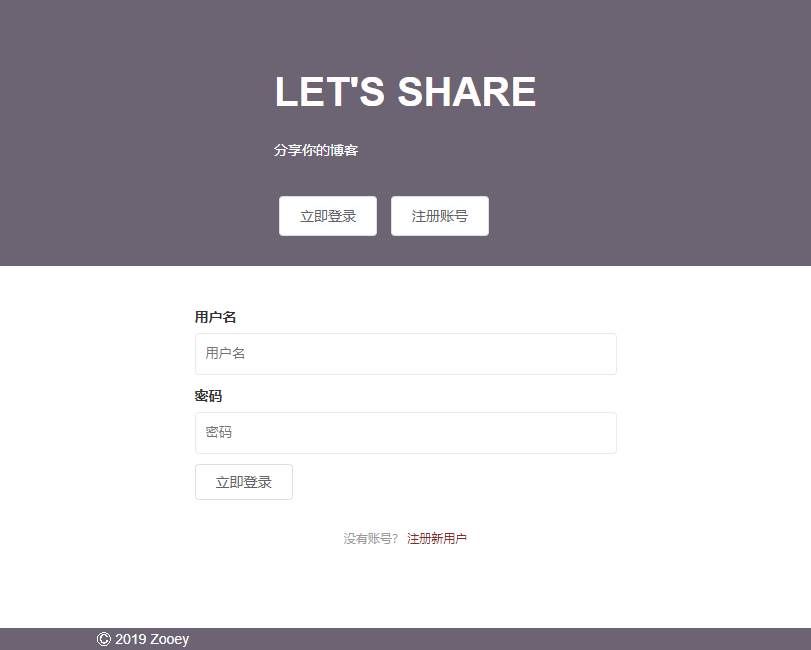 LET'S SHARE
分享你的博客
立即登录 注册账号
用户名
用户名
密码
密码
立即登录
没有账号? 注册新用户
© 2019 Zooey